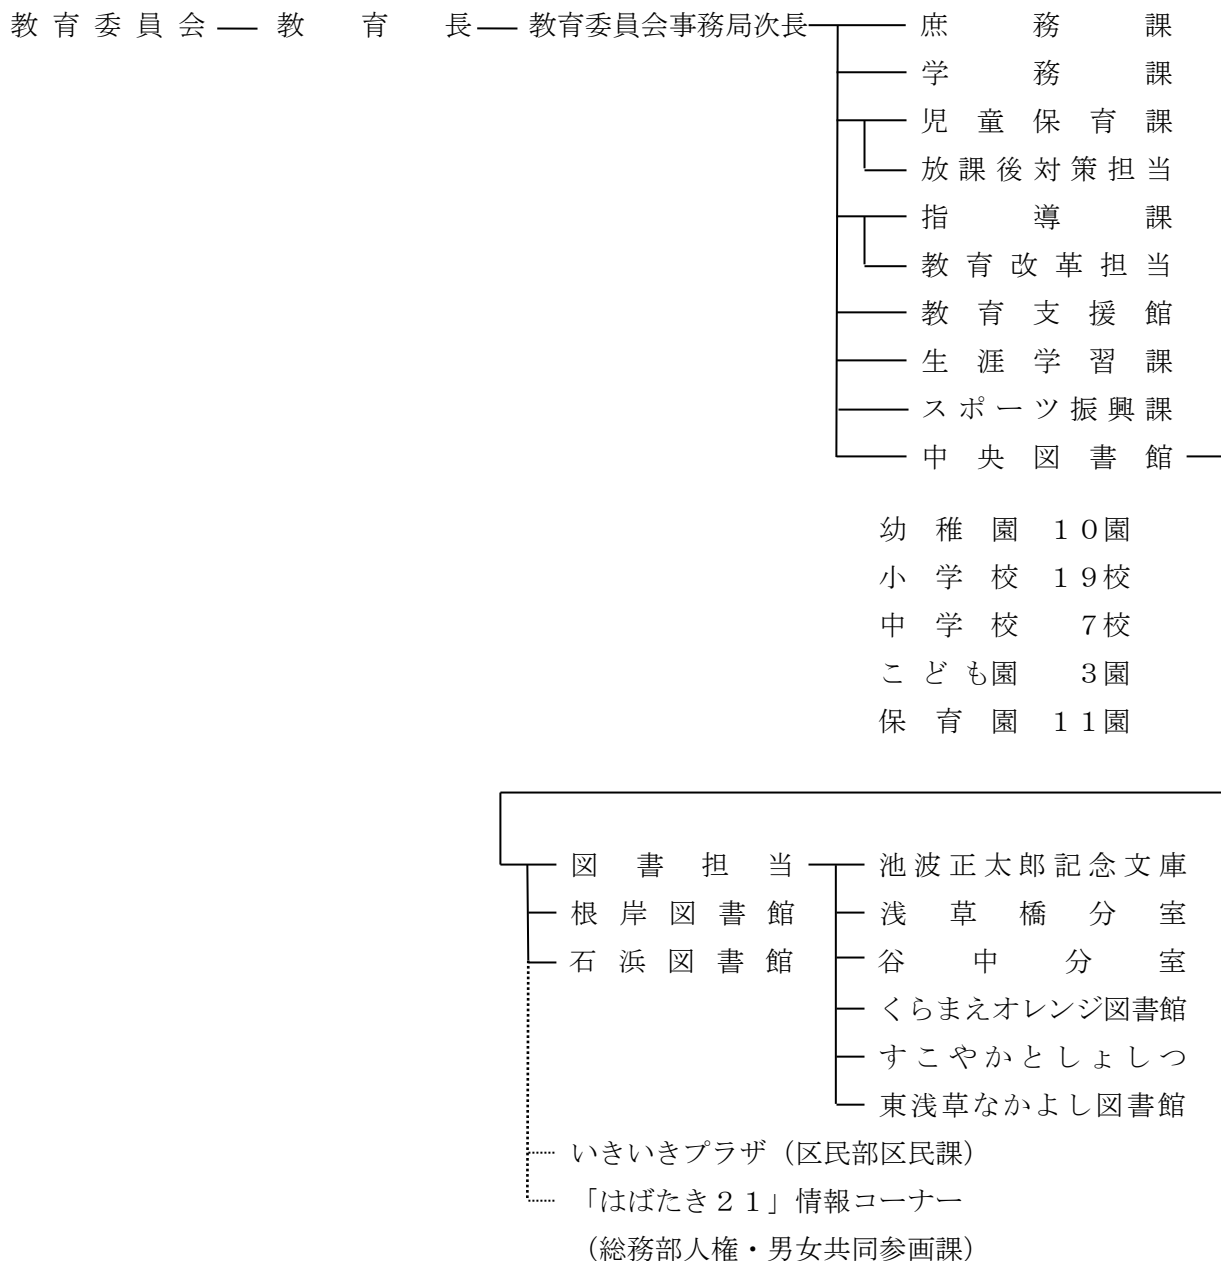 教育委員会 教育長 教育委員会事務局次長 庶務課
学務課
児童保育課
放課後対策担当
指導課
教育改革担当
教育支援館
生涯学習課
スポーツ振興課
中央図書館
幼稚園 １０園
小学校 １９校
中学校 ７校
こども園 ３園
保育園 １１園
図書担当 池波正太郎記念文庫
根岸図書館 浅草橋分室
石浜図書館 谷中分室
くらまえオレンジ図書館
すこやかとしょしつ
東浅草なかよし図書館
いきいきプラザ（区民部区民課）
「はばたき２１」情報コーナー
（総務部人権・男女共同参画課）